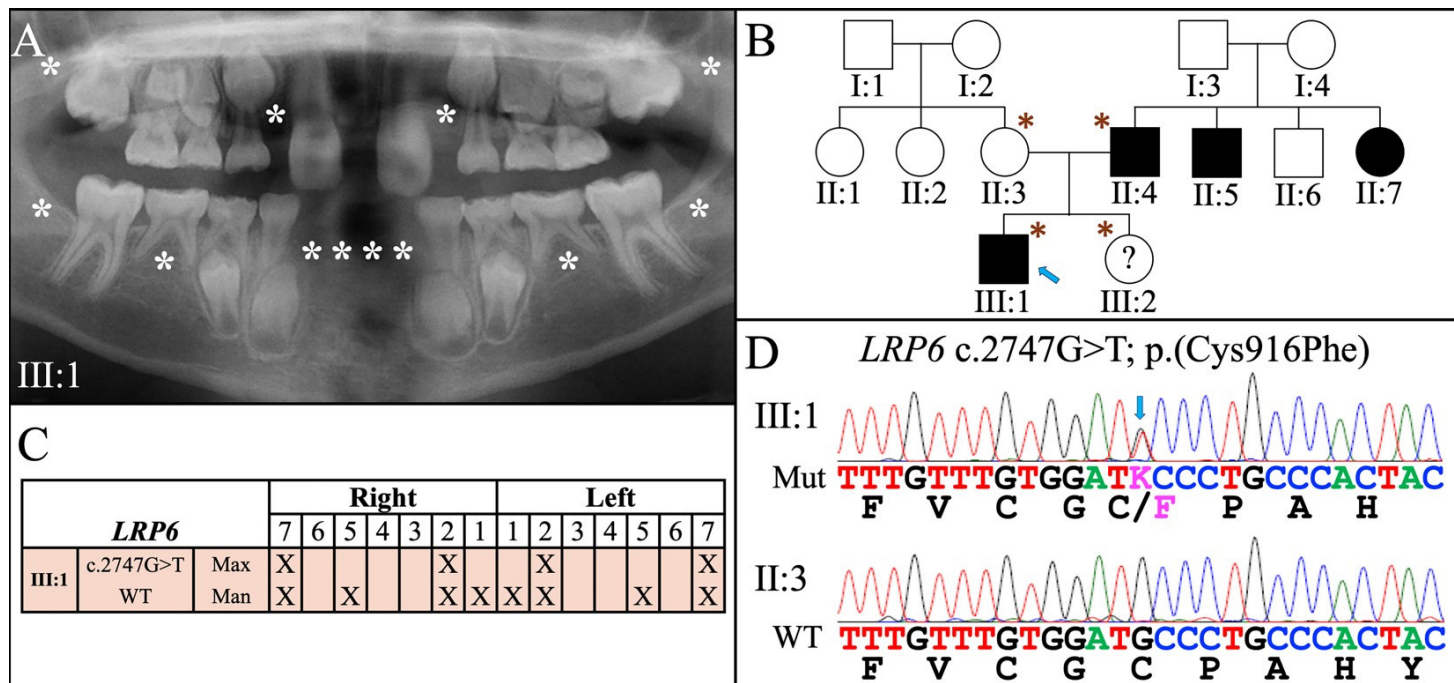 A
* *
* *
* *
* * * *
* *
III:1
B
I:1 I:2 I:3 I:4
* *
II:1 II:2 II:3 II:4 II:5 II:6 II:7
* *
?
III:1 III:2
C
LRP6 Right Left
7 6 5 4 3 2 1 1 2 3 4 5 6 7
III:1 c.2747G>T Max X X X X
WT Man X X X X X X X X
D LRP6 c.2747G>T; p.(Cys916Phe)
III:1
Mut TTTGTTTGTGGATKCCCTGCCCACTAC
F V C G C/F P A H
II:3
WT TTTGTTTGTGGATGCCCTGCCCACTAC
F V C G C P A H Y